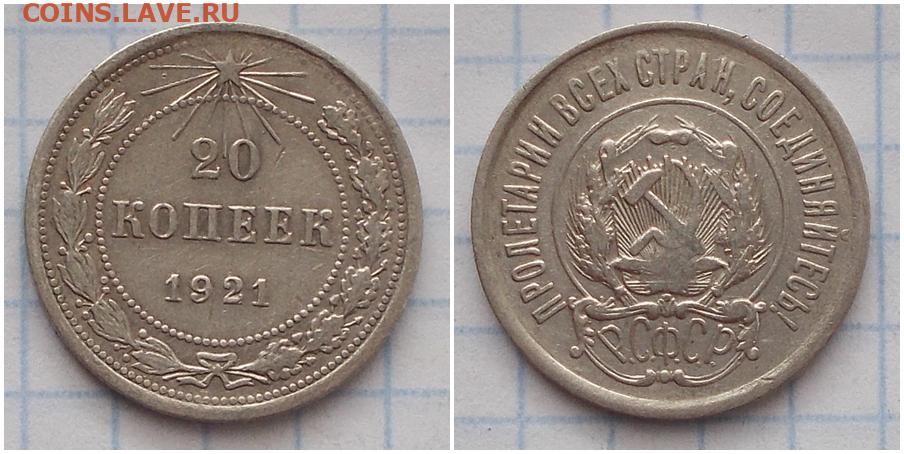 COINS.LAVE.RU
20
КОПЕЕК
1921
ПРОЛЕТАРИИ ВСЕХ СТРАН, СОЕДИНЯЙТЕСЬ!
Р.С.Ф.С.Р.